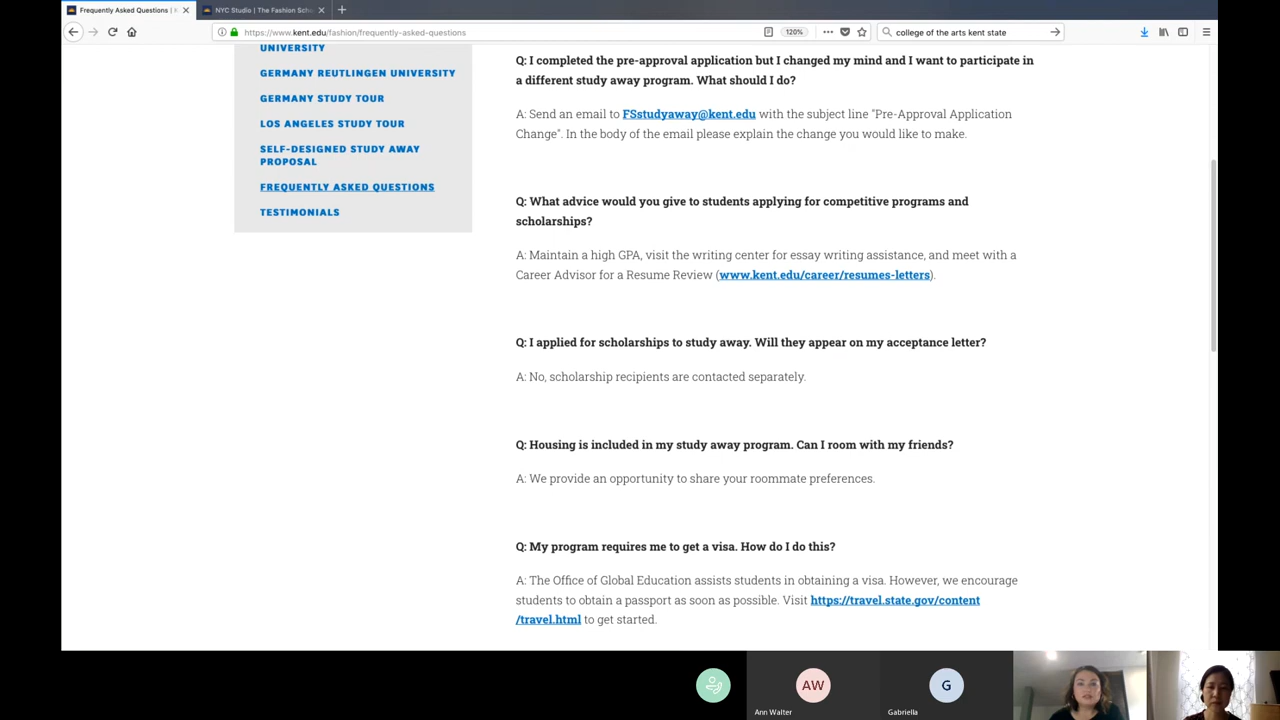 Frequently Asked Questions | K
NYC Studio | The Fashion Scho
https://www.kent.edu/fashion/frequently-asked-questions
120%
college of the arts kent state
UNIVERSITY
GERMANY REUTLINGEN UNIVERSITY
GERMANY STUDY TOUR
LOS ANGELES STUDY TOUR
SELF-DESIGNED STUDY AWAY
PROPOSAL
FREQUENTLY ASKED QUESTIONS
TESTIMONIALS
Q: I completed the pre-approval application but I changed my mind and I want to participate in
a different study away program. What should I do?
A: Send an email to FSstudyaway@kent.edu with the subject line "Pre-Approval Application
Change". In the body of the email please explain the change you would like to make.
Q: What advice would you give to students applying for competitive programs and
scholarships?
A: Maintain a high GPA, visit the writing center for essay writing assistance, and meet with a
Career Advisor for a Resume Review (www.kent.edu/career/resumes-letters).
Q: I applied for scholarships to study away. Will they appear on my acceptance letter?
A: No, scholarship recipients are contacted separately.
Q: Housing is included in my study away program. Can I room with my friends?
A: We provide an opportunity to share your roommate preferences.
Q: My program requires me to get a visa. How do I do this?
A: The Office of Global Education assists students in obtaining a visa. However, we encourage
students to obtain a passport as soon as possible. Visit https://travel.state.gov/content
/travel.html to get started.
AW
Ann Walter
G
Gabriella